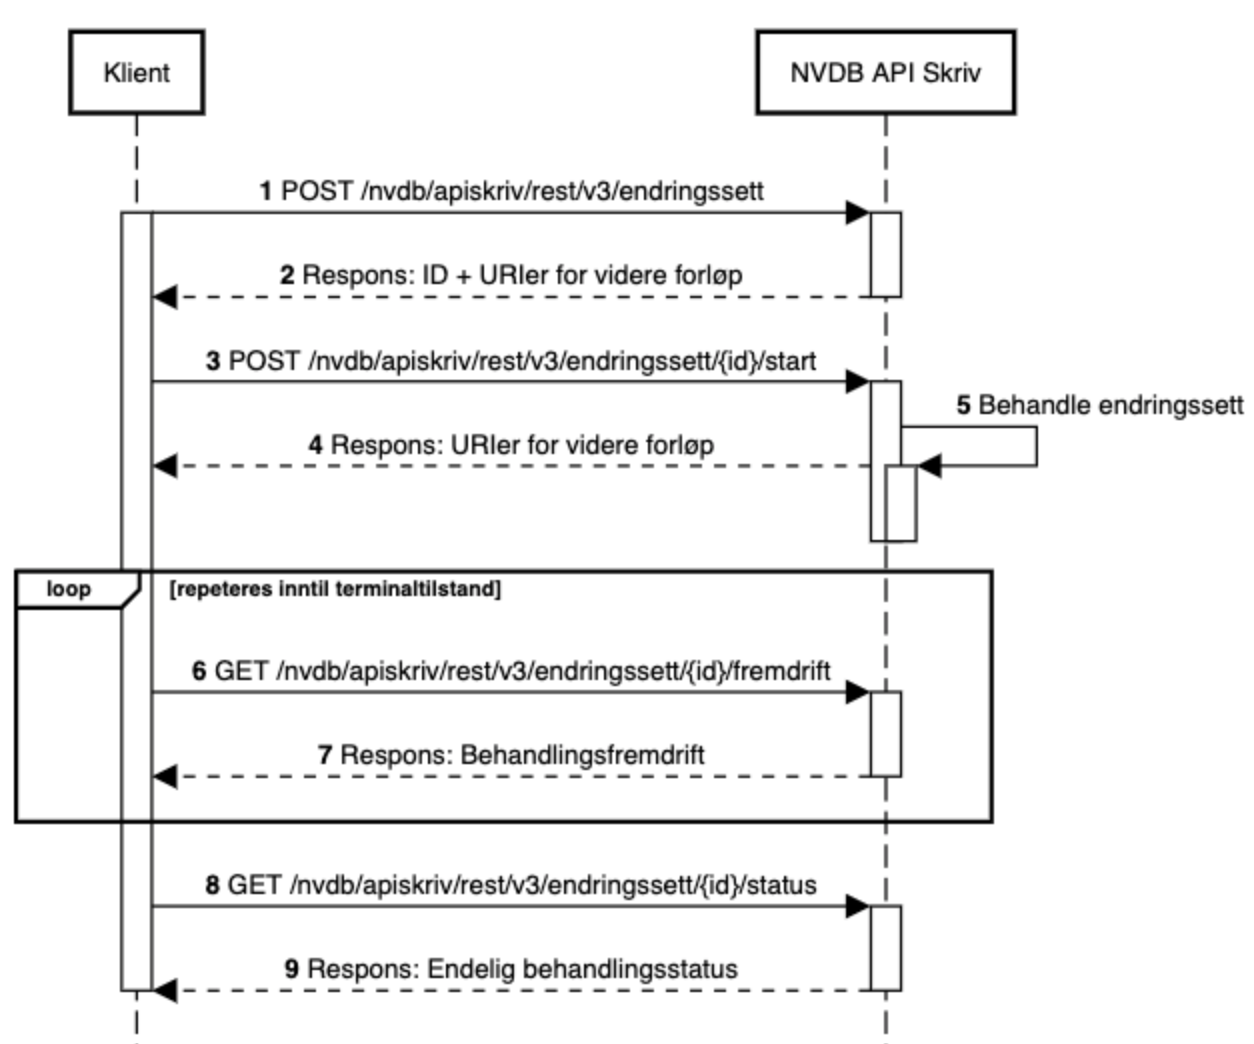 Klient
NVDB API Skriv
1 POST /nvdb/apiskriv/rest/v3/endringssett
2 Respons: ID + URIer for videre forløp
3 POST /nvdb/apiskriv/rest/v3/endringssett/{id}/start
5 Behandle endringssett
4 Respons: URIer for videre forløp
loop
[repeteres inntil terminaltilstand]
6 GET /nvdb/apiskriv/rest/v3/endringssett/{id}/fremdrift
7 Respons: Behandlingsfremdrift
8 GET /nvdb/apiskriv/rest/v3/endringssett/{id}/status
9 Respons: Endelig behandlingsstatus